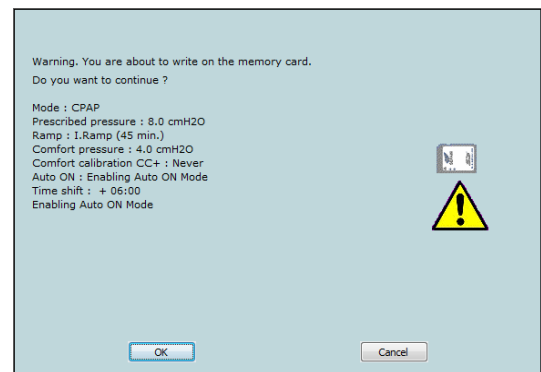 Warning. You are about to write on the memory card.
Do you want to continue ?
Mode : CPAP
Prescribed pressure : 8.0 cmH2O
Ramp : I.Ramp (45 min.)
Comfort pressure : 4.0 cmH2O
Comfort calibration CC+ : Never
Auto ON : Enabling Auto ON Mode
Time shift :  + 06:00
Enabling Auto ON Mode
OK
Cancel